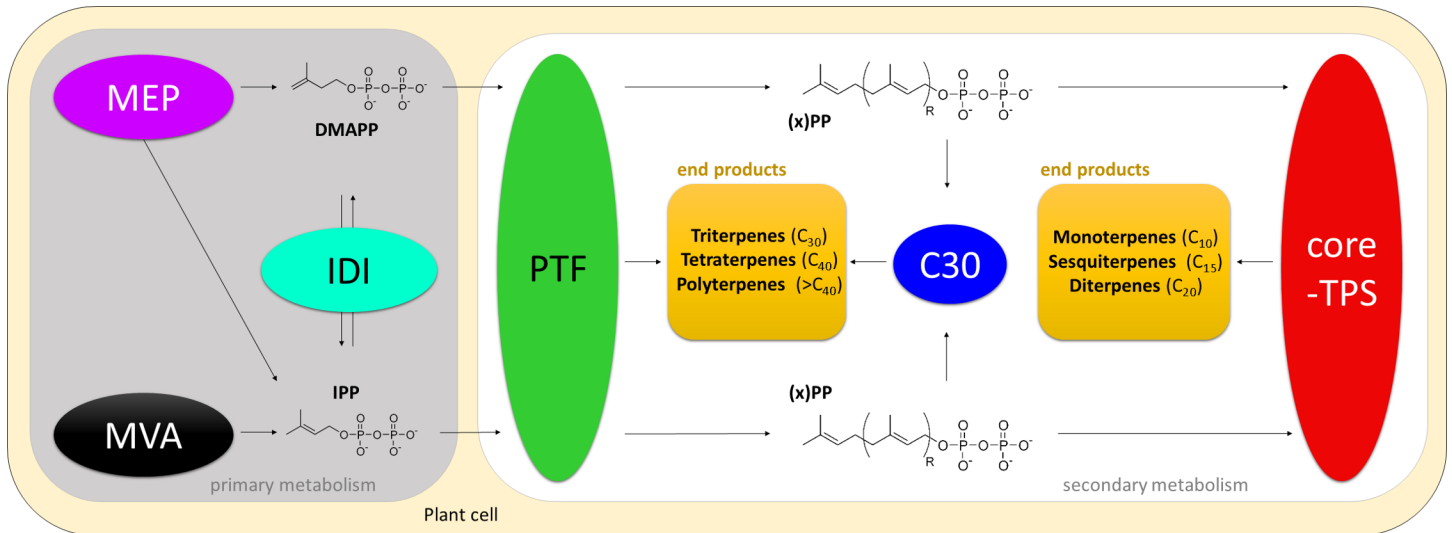 MEP
O O
O P O P O⁻
O⁻ O⁻
DMAPP
IDI
IPP
O O
O P O P O⁻
O⁻ O⁻
MVA
primary metabolism
Plant cell
PTF
O O
O P O P O⁻
R O⁻ O⁻
(x)PP
end products
Triterpenes (C₃₀)
Tetraterpenes (C₄₀)
Polyterpenes (>C₄₀)
C30
end products
Monoterpenes (C₁₀)
Sesquiterpenes (C₁₅)
Diterpenes (C₂₀)
core
-TPS
(x)PP
O O
O P O P O⁻
R O⁻ O⁻
secondary metabolism